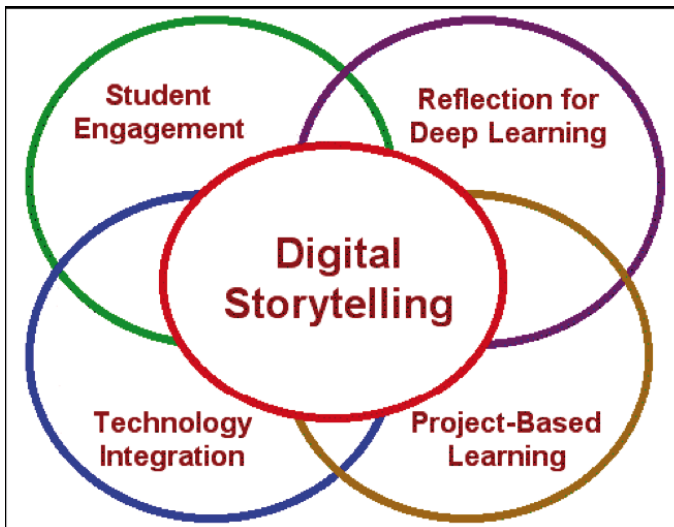 Student
Engagement
Reflection for
Deep Learning
Digital
Storytelling
Technology
Integration
Project-Based
Learning